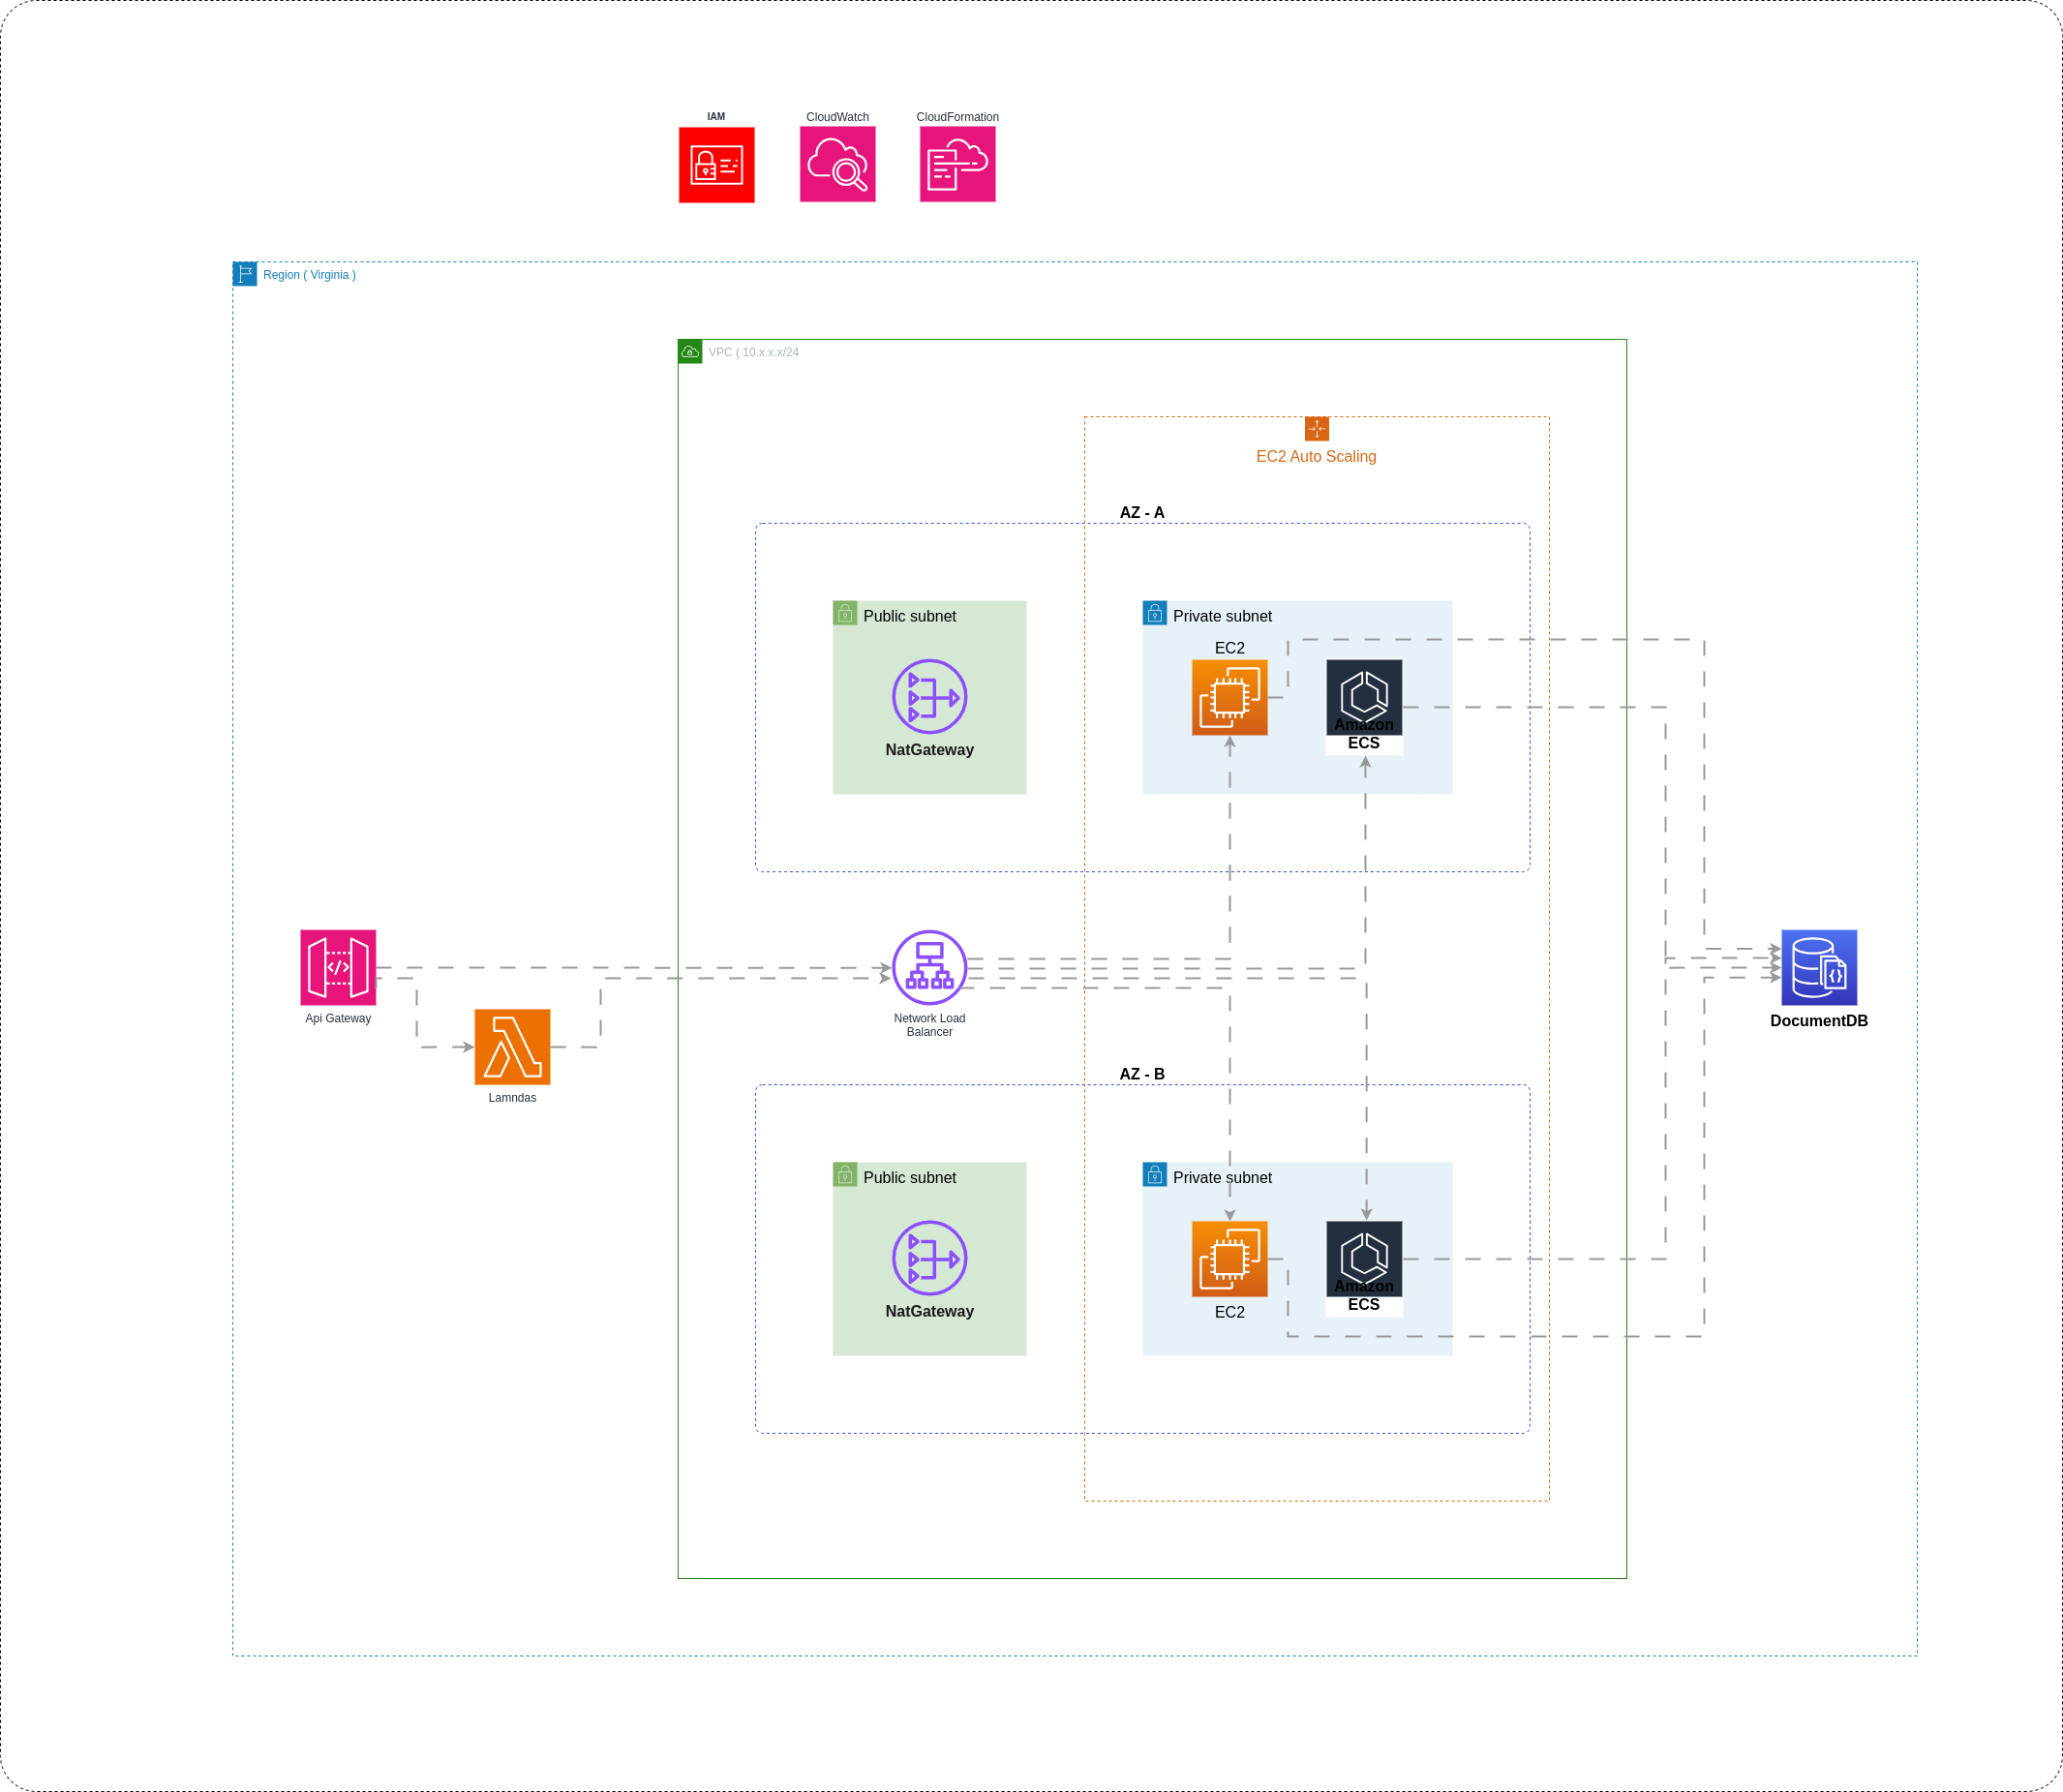 IAM
CloudWatch
CloudFormation
Region ( Virginia )
VPC ( 10.x.x.x/24
EC2 Auto Scaling
AZ - A
Public subnet
Private subnet
EC2
NatGateway
Amazon
ECS
Api Gateway
Lamndas
Network Load
Balancer
DocumentDB
AZ - B
Public subnet
Private subnet
NatGateway
EC2
Amazon
ECS